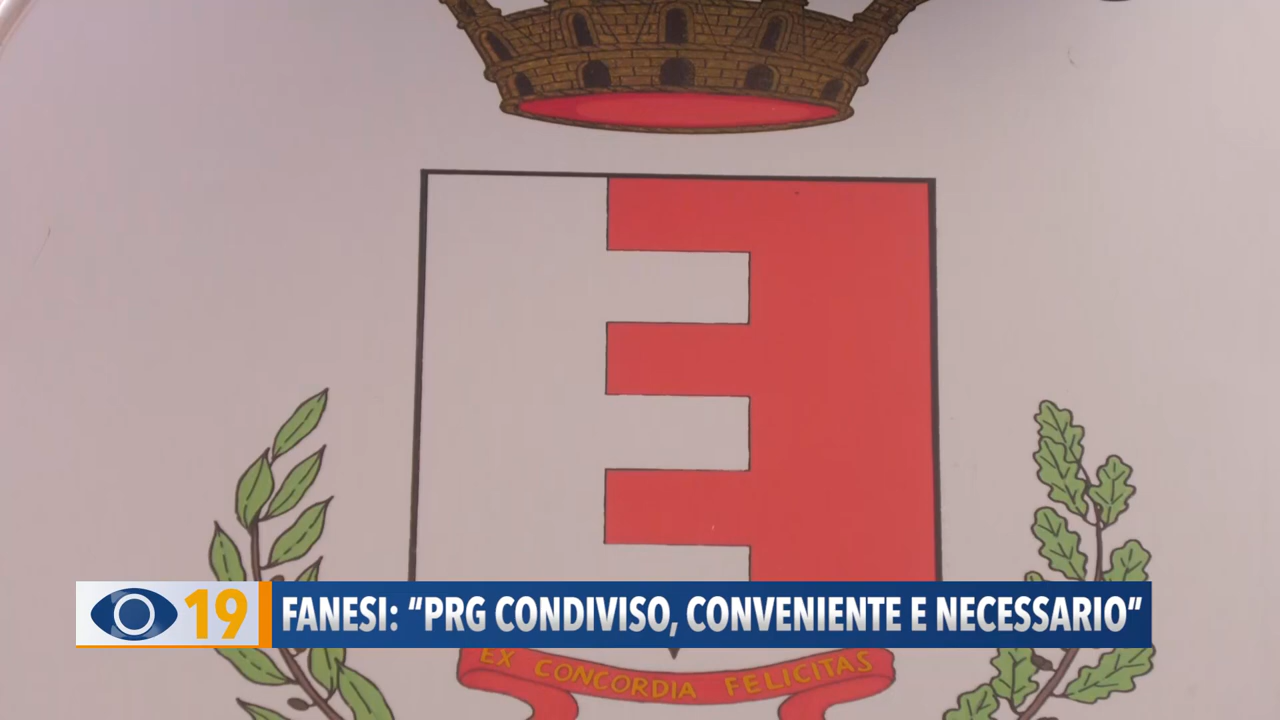 19
FANESI: “PRG CONDIVISO, CONVENIENTE E NECESSARIO“
EX CONCORDIA FELICITAS